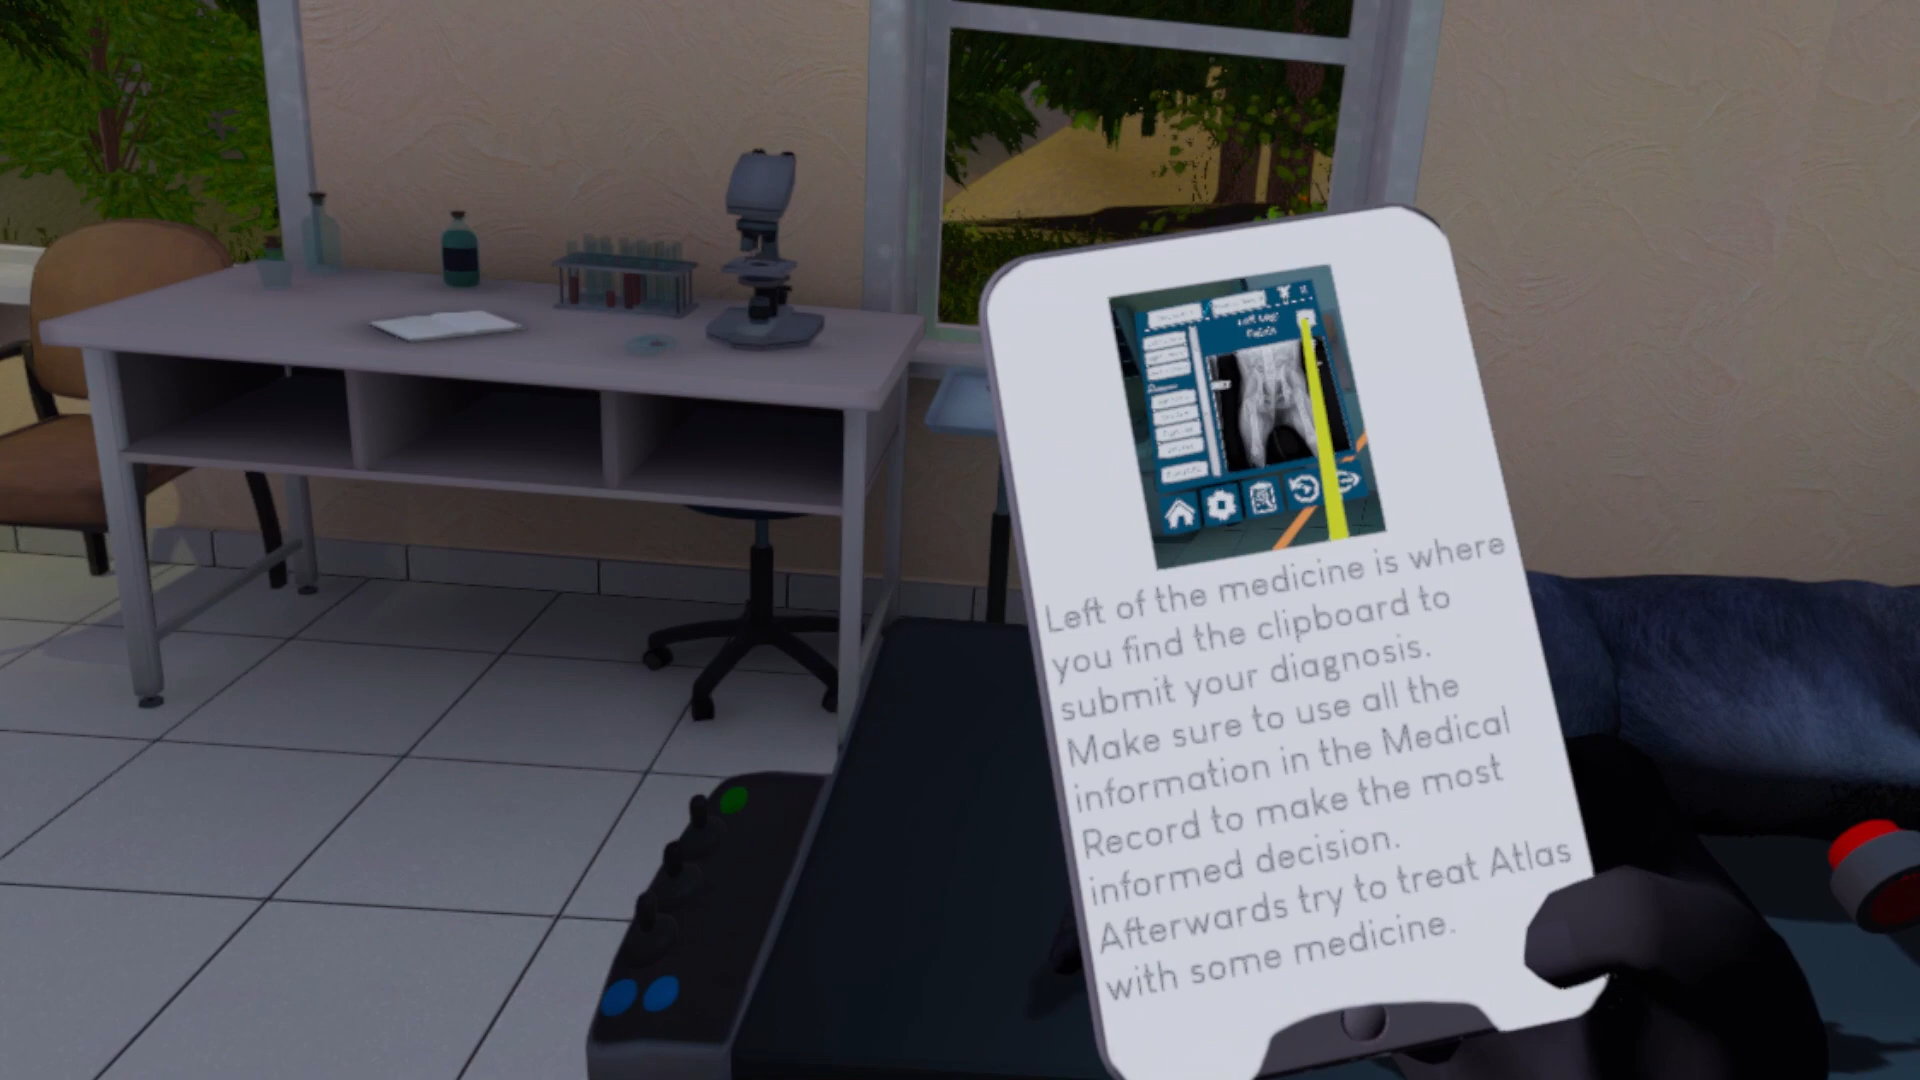 Left of the medicine is where
you find the clipboard to
submit your diagnosis.
Make sure to use all the
information in the Medical
Record to make the most
informed decision.
Afterwards try to treat Atlas
with some medicine.